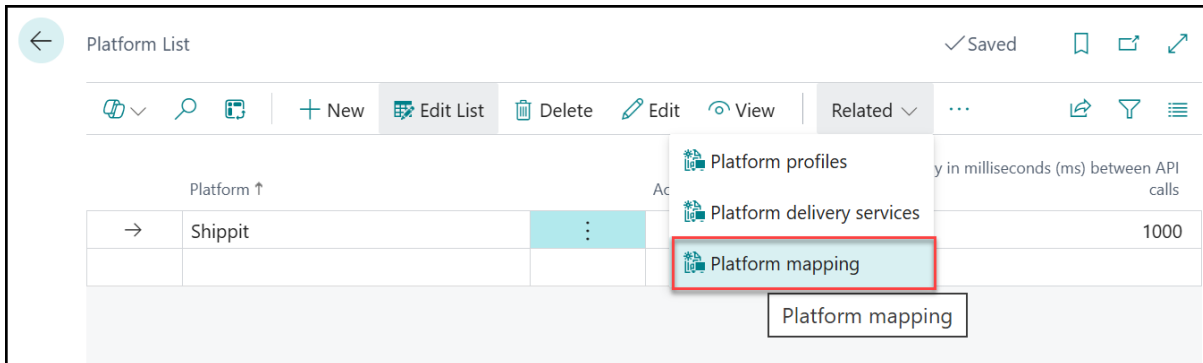 Platform List
Saved
New
Edit List
Delete
Edit
View
Related
Platform profiles
y in milliseconds (ms) between API
calls
Platform ↑
Ac
Platform delivery services
Shippit
1000
Platform mapping
Platform mapping